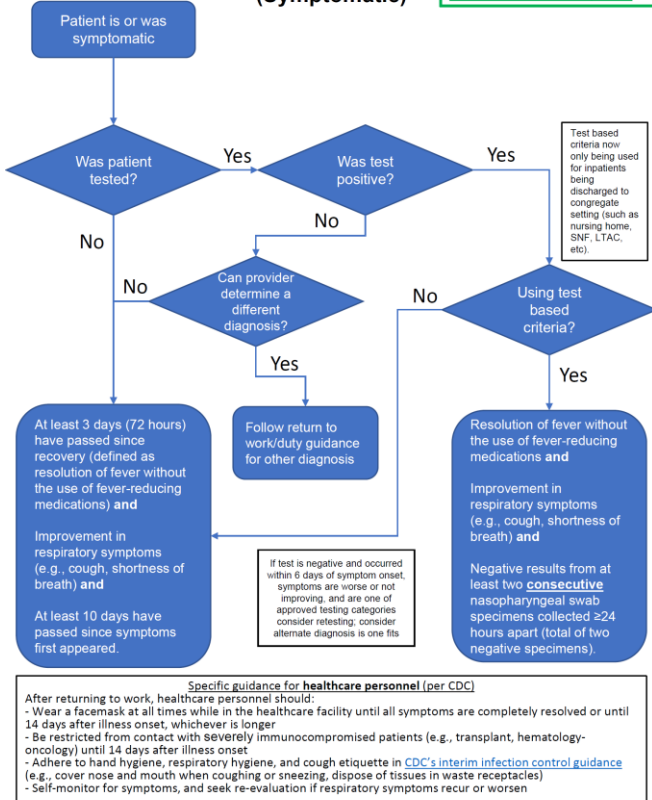 (Symptomatic)
Patient is or was
symptomatic
Was patient
tested?
Yes
Was test
positive?
Yes
Test based
criteria now
only being used
for inpatients
being
discharged to
congregate
setting (such as
nursing home,
SNF, LTAC,
etc).
No
No
No
Can provider
determine a
different
diagnosis?
No
Using test
based
criteria?
Yes
Yes
At least 3 days (72 hours)
have passed since
recovery (defined as
resolution of fever without
the use of fever-reducing
medications) and
Improvement in
respiratory symptoms
(e.g., cough, shortness of
breath) and
At least 10 days have
passed since symptoms
first appeared.
Follow return to
work/duty guidance
for other diagnosis
Resolution of fever without
the use of fever-reducing
medications and
Improvement in
respiratory symptoms
(e.g., cough, shortness of
breath) and
Negative results from at
least two consecutive
nasopharyngeal swab
specimens collected ≥24
hours apart (total of two
negative specimens).
If test is negative and occurred
within 6 days of symptom onset,
symptoms are worse or not
improving, and are one of
approved testing categories
consider retesting; consider
alternate diagnosis is one fits
Specific guidance for healthcare personnel (per CDC)
After returning to work, healthcare personnel should:
- Wear a facemask at all times while in the healthcare facility until all symptoms are completely resolved or until
14 days after illness onset, whichever is longer
- Be restricted from contact with severely immunocompromised patients (e.g., transplant, hematology-
oncology) until 14 days after illness onset
- Adhere to hand hygiene, respiratory hygiene, and cough etiquette in CDC's interim infection control guidance
(e.g., cover nose and mouth when coughing or sneezing, dispose of tissues in waste receptacles)
- Self-monitor for symptoms, and seek re-evaluation if respiratory symptoms recur or worsen